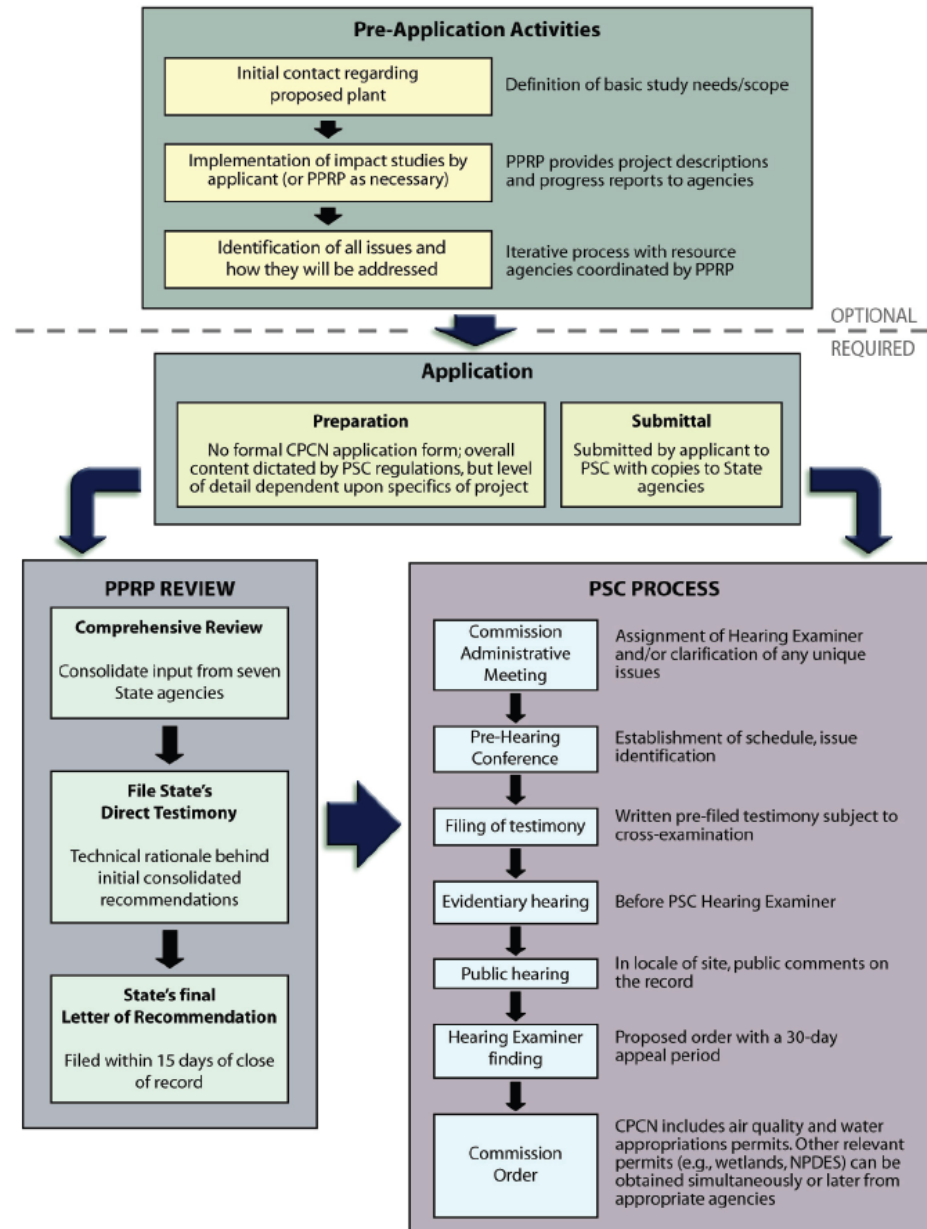 Pre-Application Activities
Initial contact regarding
proposed plant
Definition of basic study needs/scope
Implementation of impact studies by
applicant (or PPRP as necessary)
PPRP provides project descriptions
and progress reports to agencies
Identification of all issues and
how they will be addressed
Iterative process with resource
agencies coordinated by PPRP
OPTIONAL
REQUIRED
Application
Preparation
No formal CPCN application form; overall
content dictated by PSC regulations, but level
of detail dependent upon specifics of project
Submittal
Submitted by applicant to
PSC with copies to State
agencies
PPRP REVIEW
Comprehensive Review
Consolidate input from seven
State agencies
File State's
Direct Testimony
Technical rationale behind
initial consolidated
recommendations
State's final
Letter of Recommendation
Filed within 15 days of close
of record
PSC PROCESS
Commission
Administrative
Meeting
Assignment of Hearing Examiner
and/or clarification of any unique
issues
Pre-Hearing
Conference
Establishment of schedule, issue
identification
Filing of testimony
Written pre-filed testimony subject to
cross-examination
Evidentiary hearing
Before PSC Hearing Examiner
Public hearing
In locale of site, public comments on
the record
Hearing Examiner
finding
Proposed order with a 30-day
appeal period
Commission
Order
CPCN includes air quality and water
appropriations permits. Other relevant
permits (e.g., wetlands, NPDES) can be
obtained simultaneously or later from
appropriate agencies